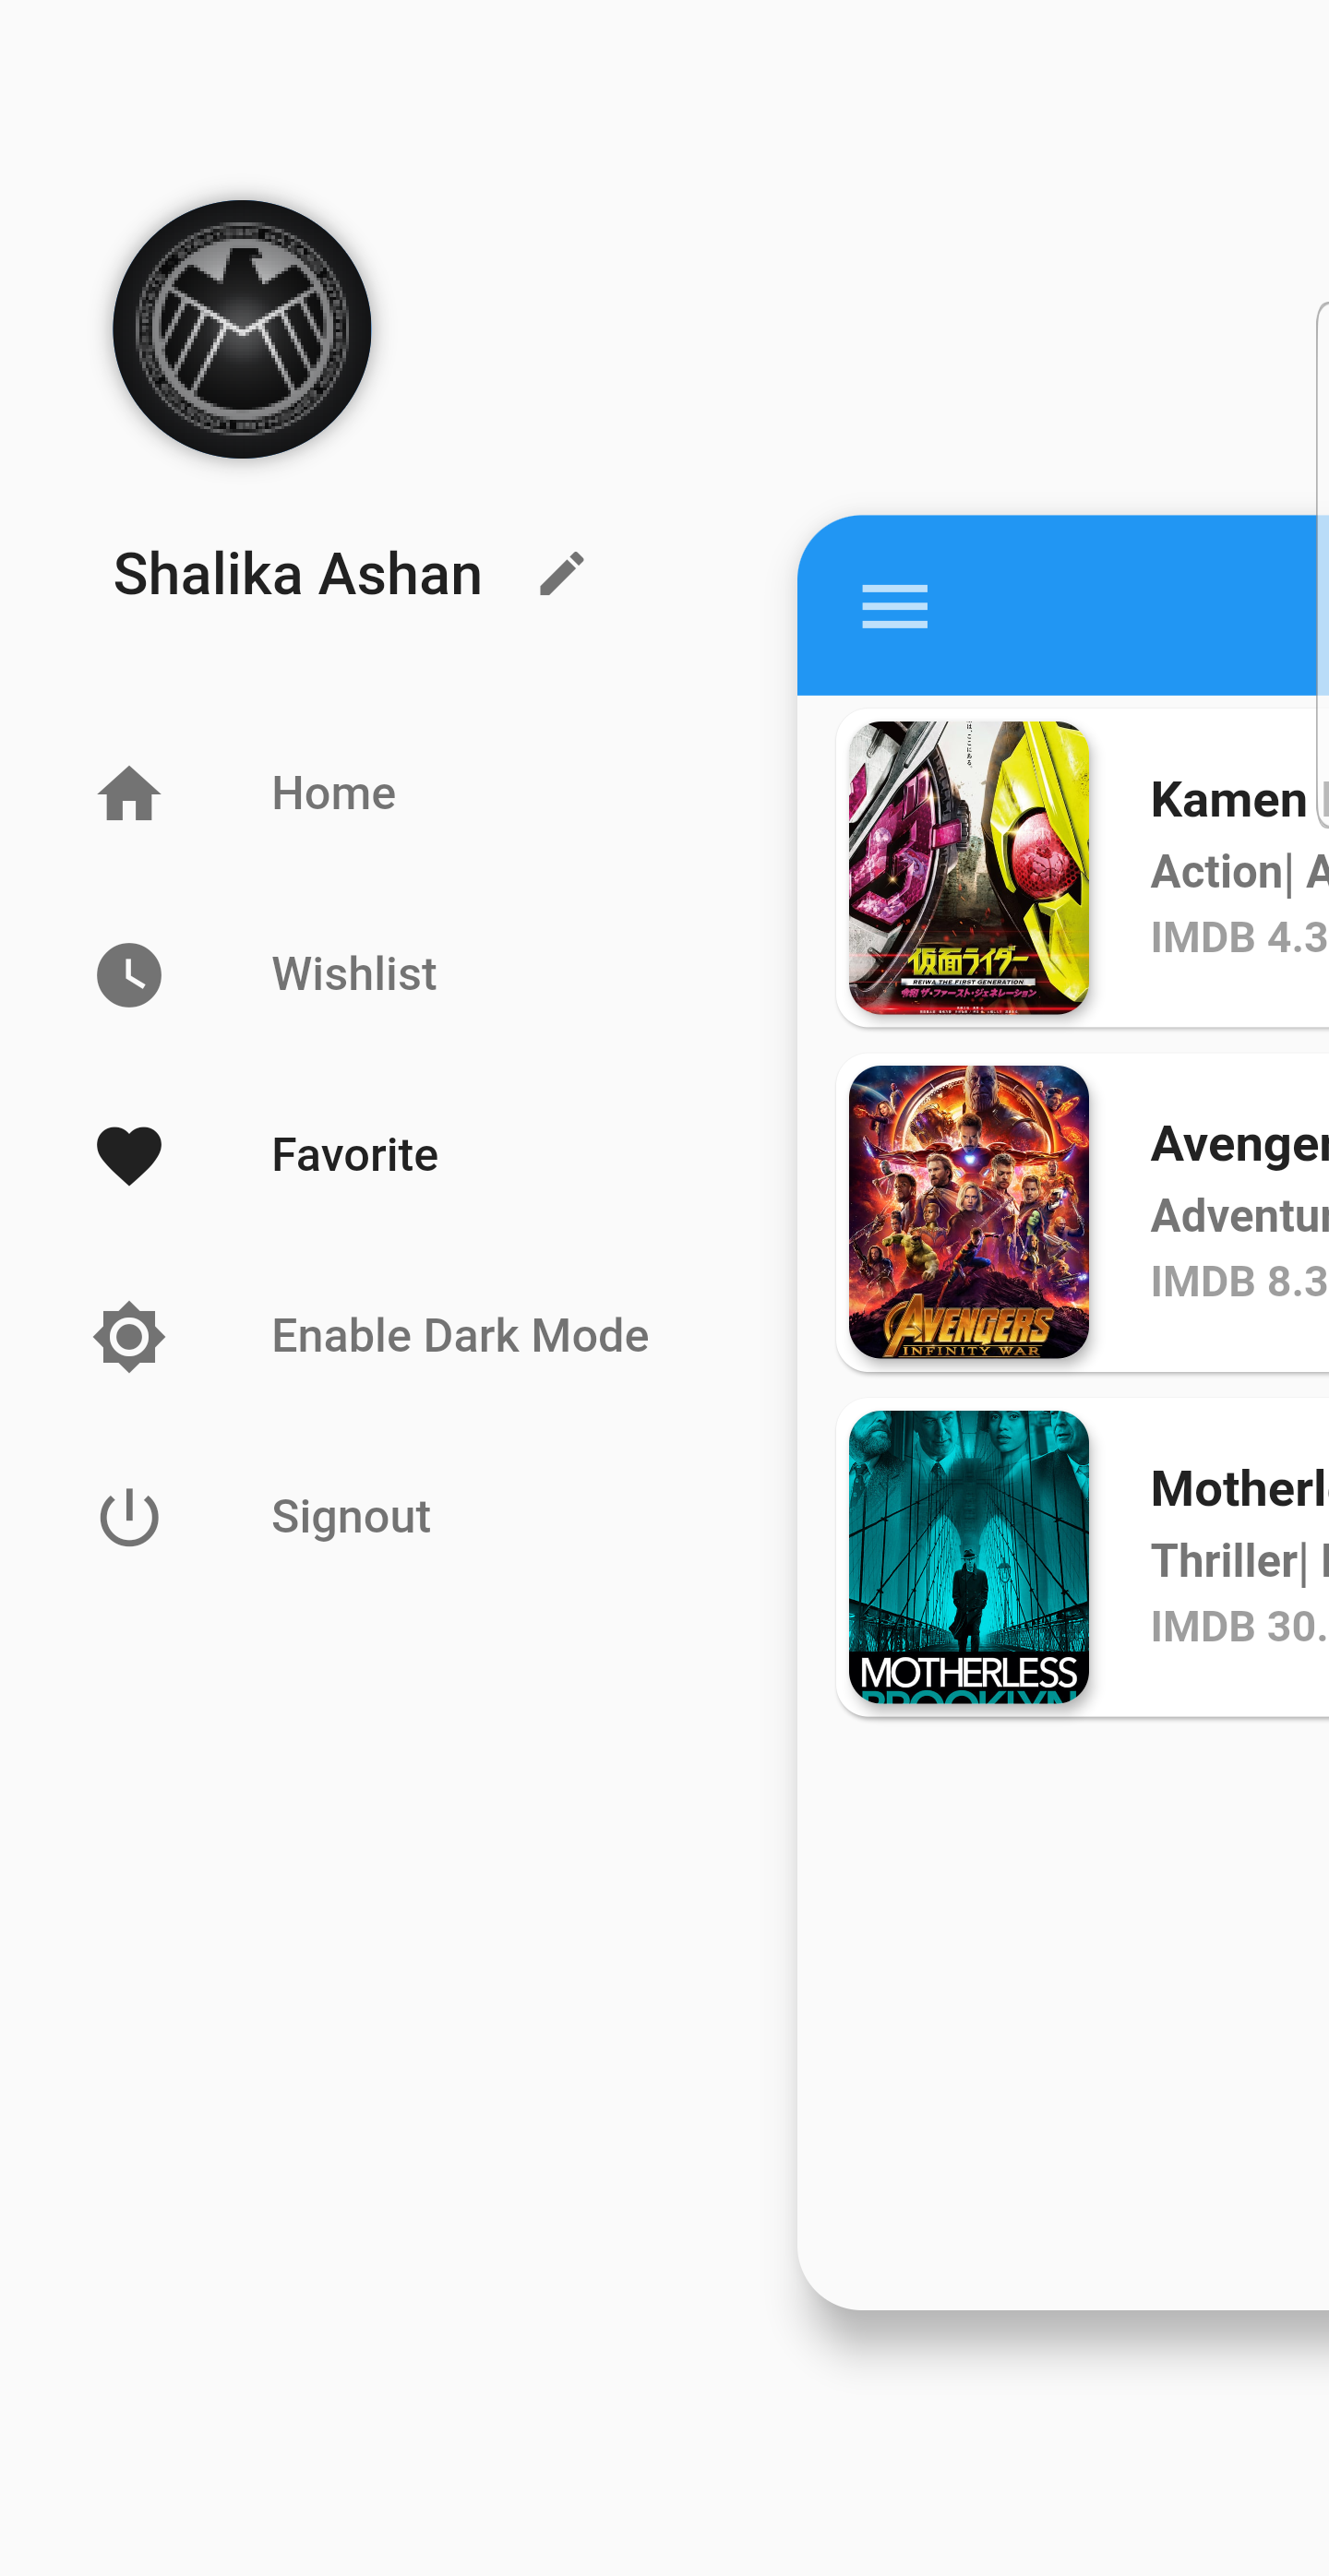 Shalika Ashan
Home
Wishlist
Favorite
Enable Dark Mode
Signout
Kamen
Action| A
IMDB 4.3
仮面ライダー
REIWA THE FIRST GENERATION
令和 ザ・ファースト・ジェネレーション
Avenger
Adventur
IMDB 8.3
AVENGERS
INFINITY WAR
Motherl
Thriller|
IMDB 30.
MOTHERLESS
BROOKLYN